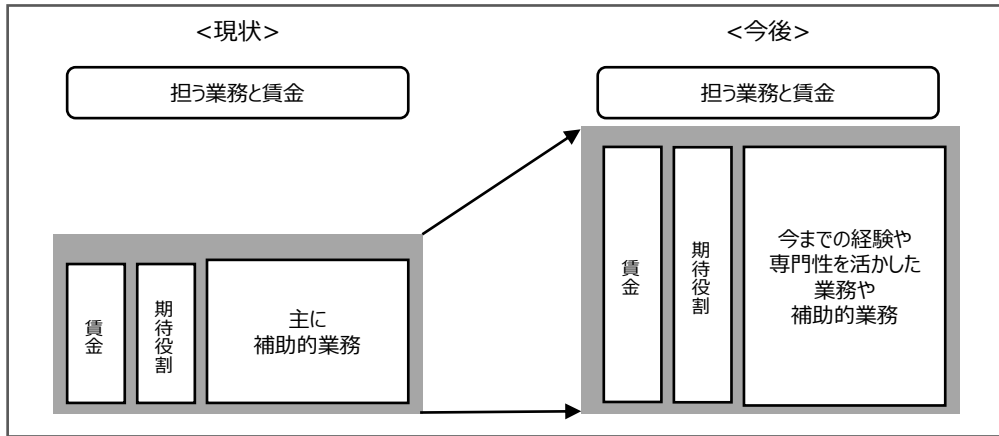 <現状>
担う業務と賃金
賃金
期待役割
主に
補助的業務
<今後>
担う業務と賃金
賃金
期待役割
今までの経験や
専門性を活かした
業務や
補助的業務